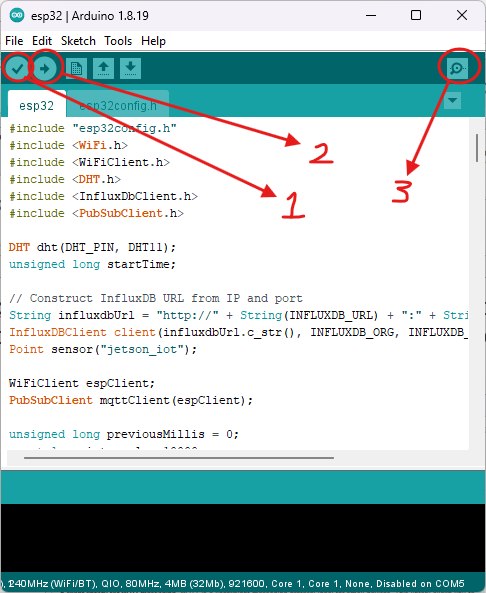 esp32 | Arduino 1.8.19
File Edit Sketch Tools Help
esp32 esp32config.h
#include "esp32config.h"
#include <WiFi.h>
#include <WiFiClient.h>
#include <DHT.h>
#include <InfluxDbClient.h>
#include <PubSubClient.h>
2
1
3
DHT dht(DHT_PIN, DHT11);
unsigned long startTime;
// Construct InfluxDB URL from IP and port
String influxdbUrl = "http://" + String(INFLUXDB_URL) + ":" + Stri
InfluxDBClient client(influxdbUrl.c_str(), INFLUXDB_ORG, INFLUXDB_
Point sensor("jetson_iot");
WiFiClient espClient;
PubSubClient mqttClient(espClient);
unsigned long previousMillis = 0;
), 240MHz (WiFi/BT), QIO, 80MHz, 4MB (32Mb), 921600, Core 1, Core 1, None, Disabled on COM5